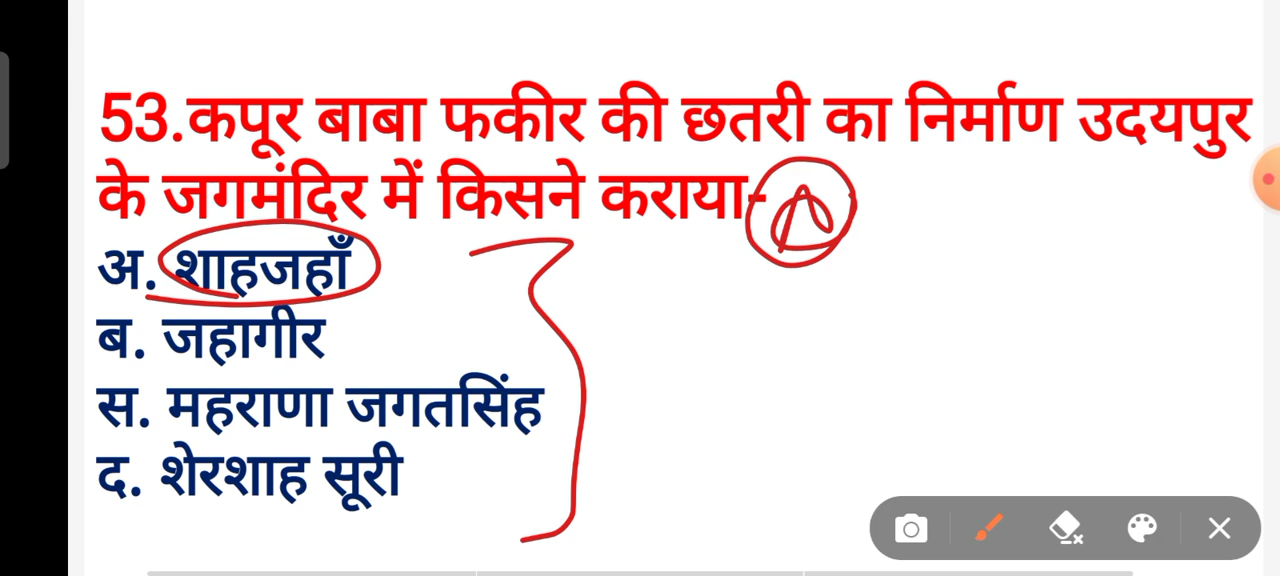 53.कपूर बाबा फकीर की छतरी का निर्माण उदयपुर
के जगमंदिर में किसने कराया- A
अ. शाहजहाँ
ब. जहागीर
स. महराणा जगतसिंह
द. शेरशाह सूरी